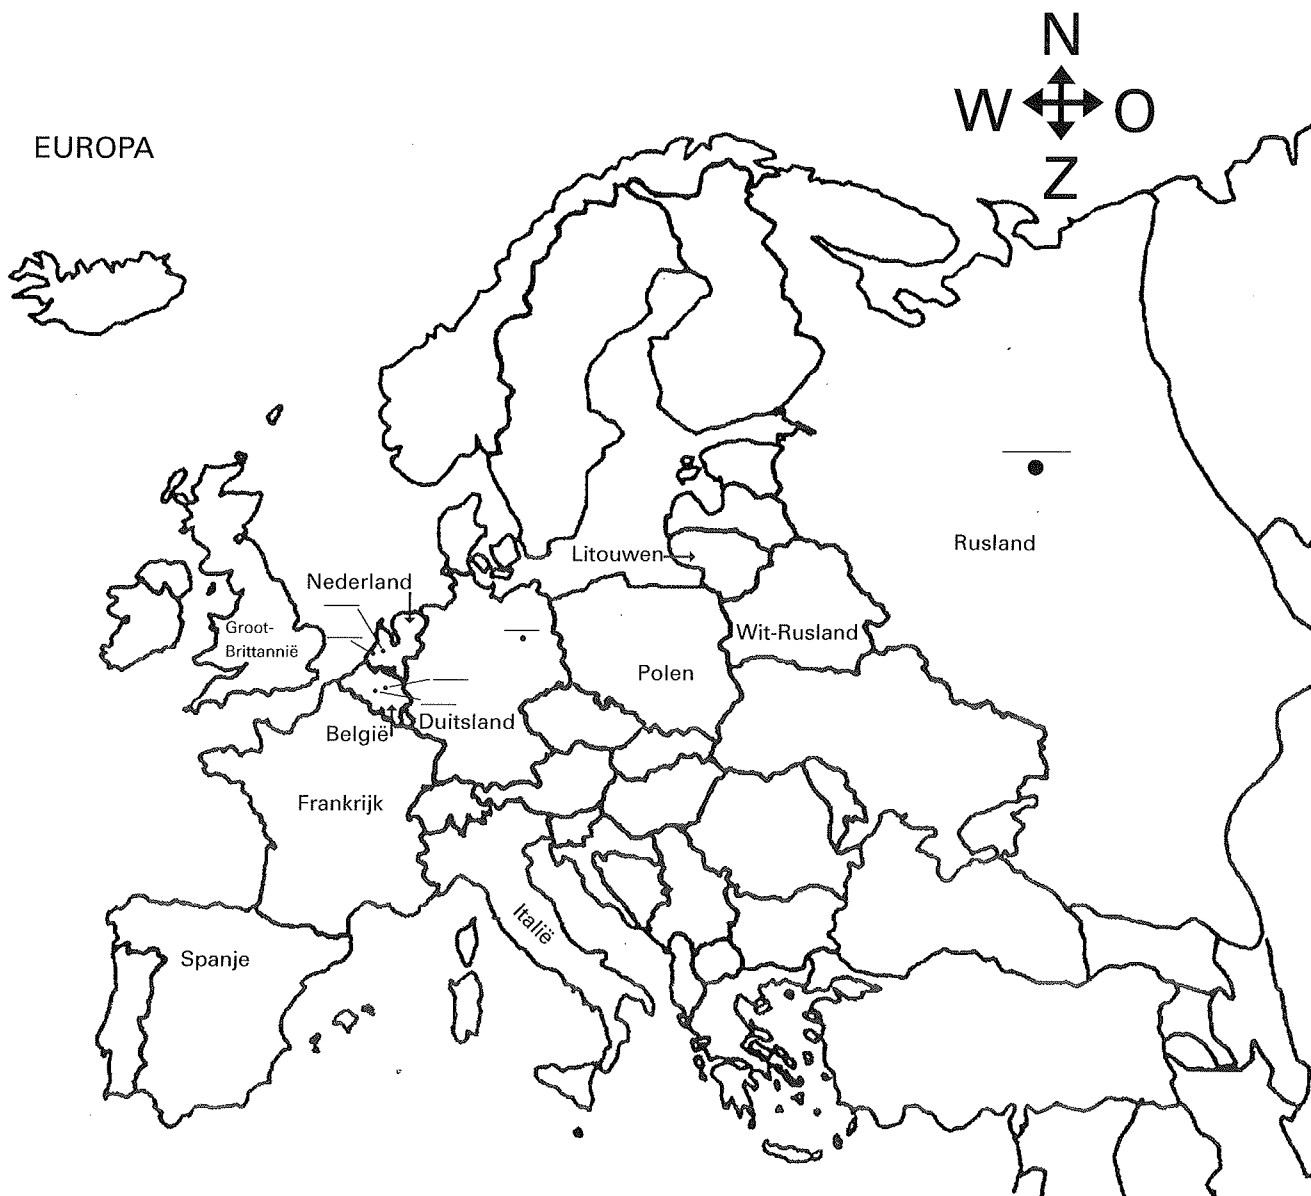 N
W O
Z
EUROPA
Rusland
Litouwen
Nederland
Groot-
Brittannië
Wit-Rusland
Polen
België
Duitsland
Frankrijk
Italië
Spanje